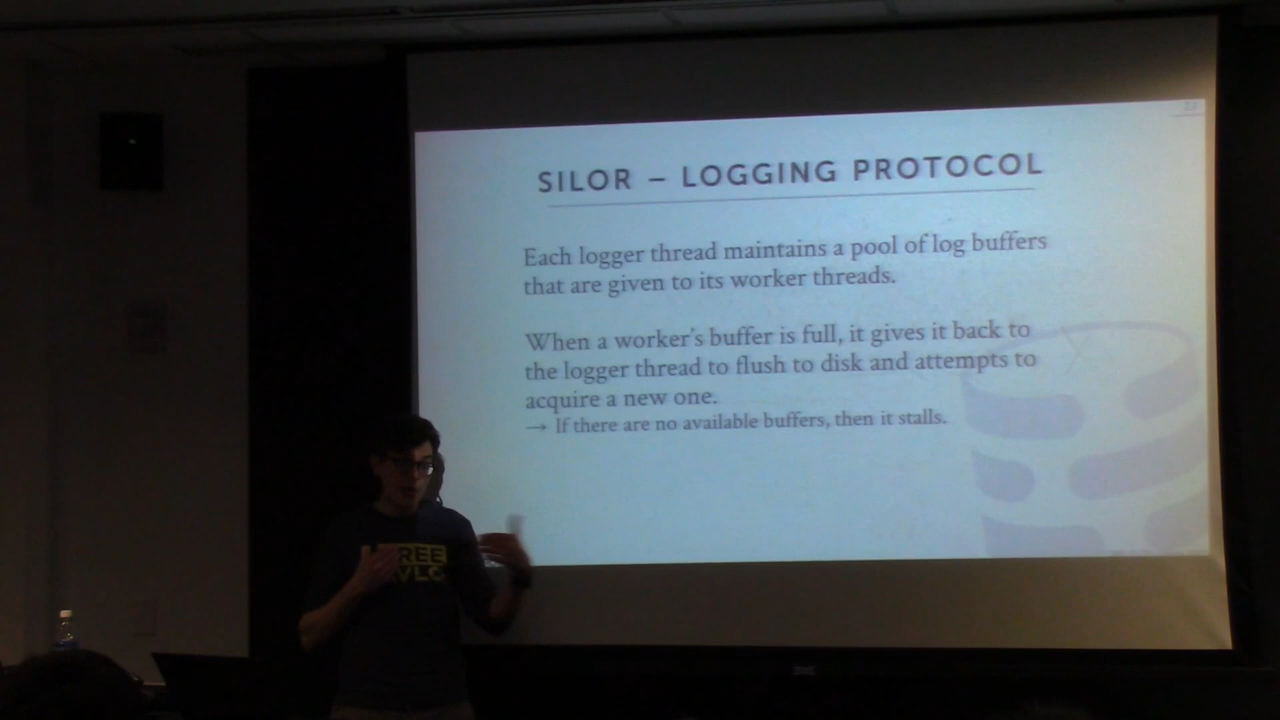 23
SILOR – LOGGING PROTOCOL
Each logger thread maintains a pool of log buffers
that are given to its worker threads.
When a worker's buffer is full, it gives it back to
the logger thread to flush to disk and attempts to
acquire a new one.
→ If there are no available buffers, then it stalls.